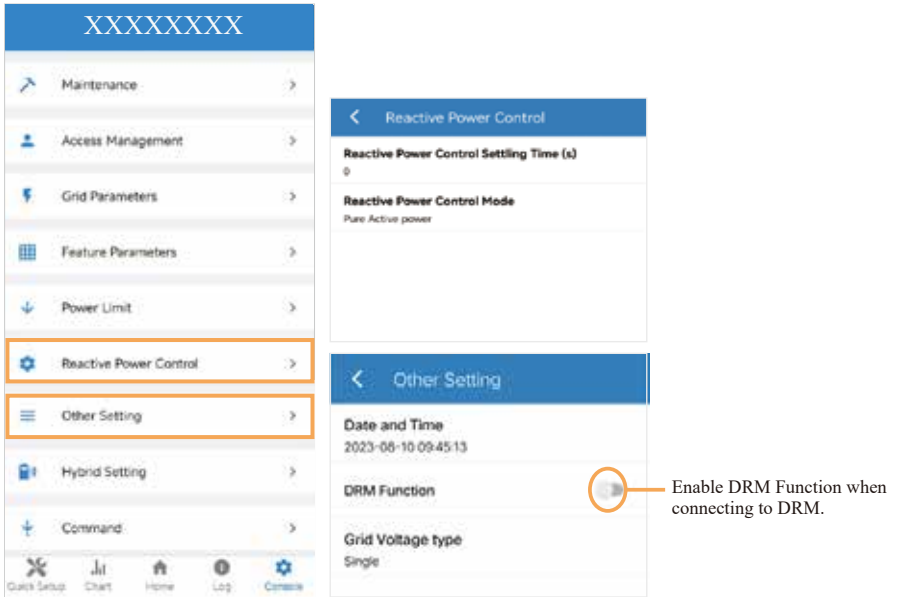 XXXXXXXX
Maintenance
Access Management
Grid Parameters
Feature Parameters
Power Limit
Reactive Power Control
Other Setting
Hybrid Setting
Command
Quick Setup
Chart
Home
Log
Console
Reactive Power Control
Reactive Power Control Settling Time (s)
0
Reactive Power Control Mode
Pure Active power
Other Setting
Date and Time
2023-08-10 09:45:13
DRM Function
Grid Voltage type
Single
Enable DRM Function when
connecting to DRM.